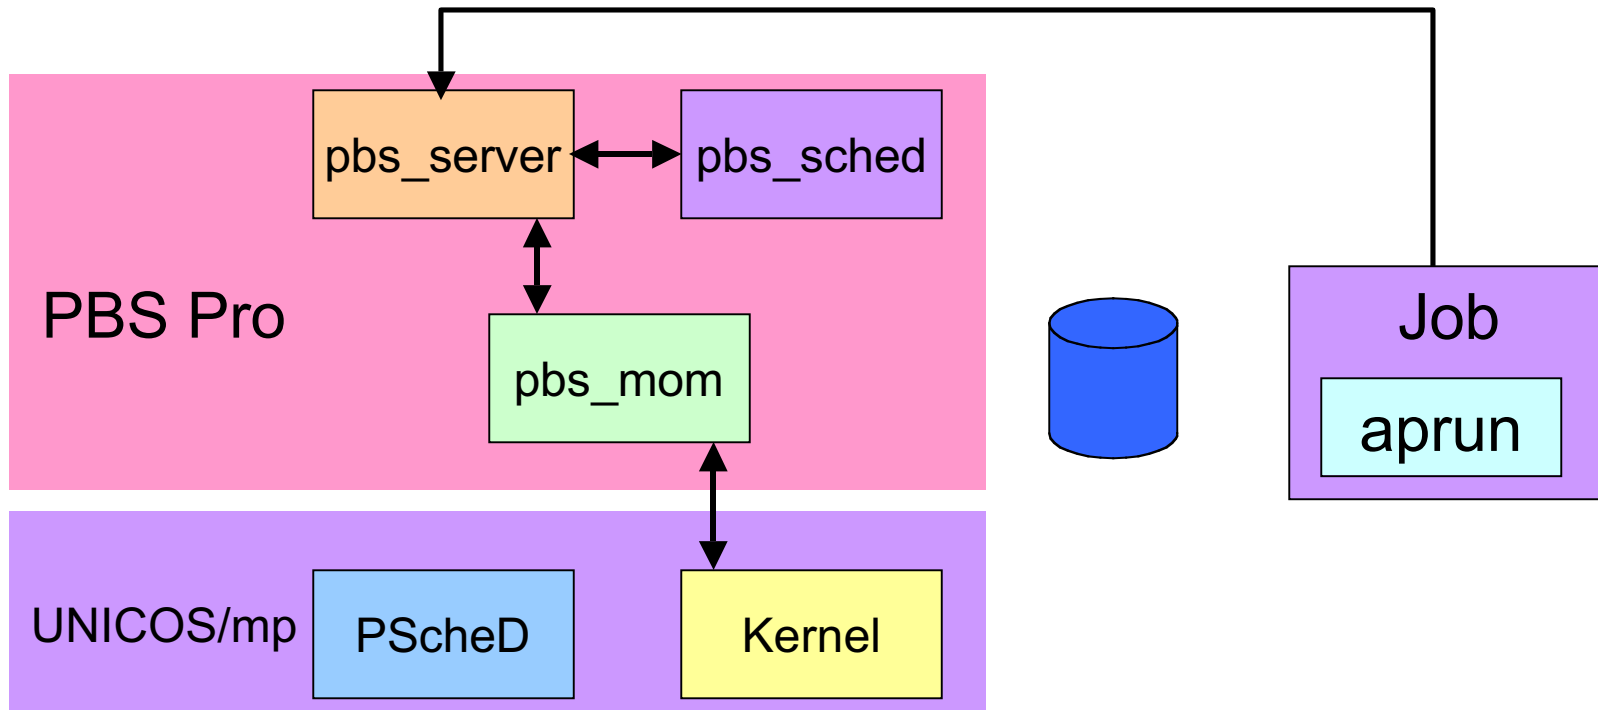 pbs_server
pbs_sched
PBS Pro
Job
pbs_mom
aprun
UNICOS/mp
PScheD
Kernel